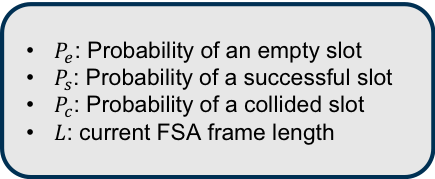 • Pₑ: Probability of an empty slot
• Pₛ: Probability of a successful slot
• P꜀: Probability of a collided slot
• L: current FSA frame length